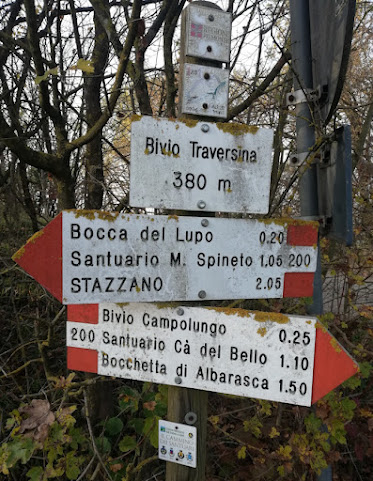 Bivio Traversina
380 m
Bocca del Lupo 0.20
Santuario M. Spineto 1,05 200
STAZZANO 2.05
Bivio Campolungo 0.25
200 Santuario Cà del Bello 1.10
Bocchetta di Albarasca 1.50